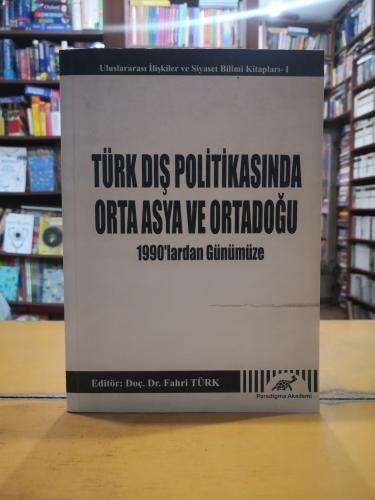 Uluslararası İlişkiler ve Siyaset Bilimi Kitapları- I
TÜRK DIŞ POLİTİKASINDA
ORTA ASYA VE ORTADOĞU
1990'lardan Günümüze
Editör: Doç. Dr. Fahri TÜRK
Paradigma Akademi